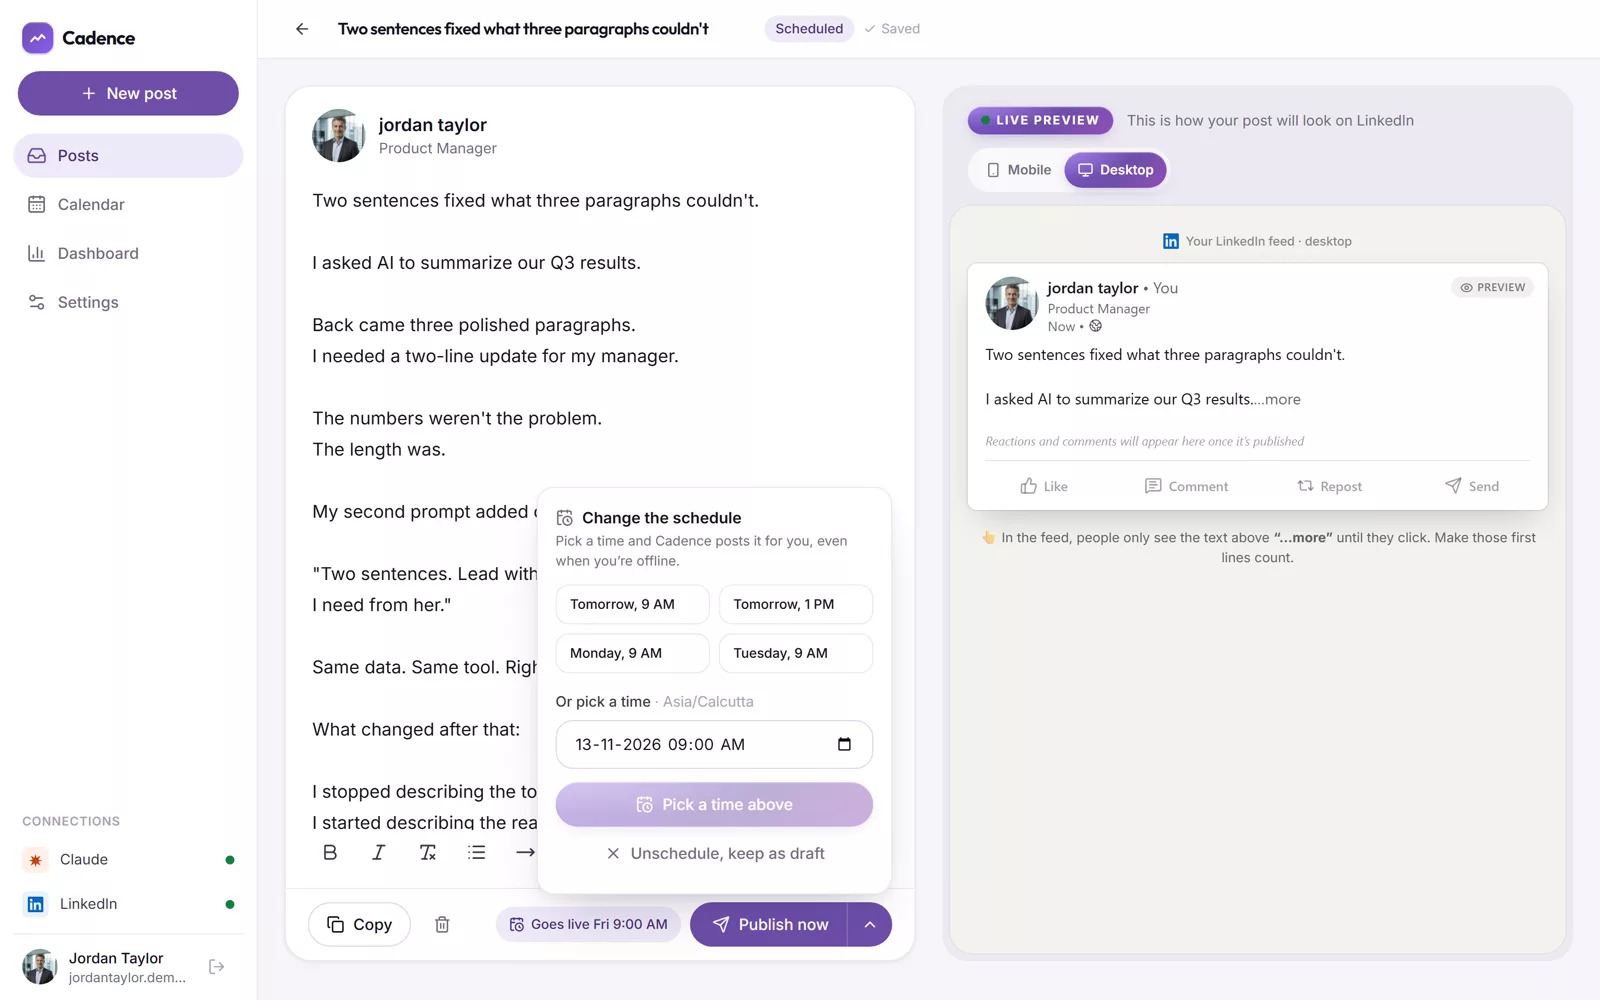 Cadence
New post
Posts
Calendar
Dashboard
Settings
CONNECTIONS
Claude
LinkedIn
Jordan Taylor
jordantaylor.dem...
Two sentences fixed what three paragraphs couldn't
Scheduled
Saved
jordan taylor
Product Manager
Two sentences fixed what three paragraphs couldn't.
I asked AI to summarize our Q3 results.
Back came three polished paragraphs.
I needed a two-line update for my manager.
The numbers weren't the problem.
The length was.
My second prompt added
"Two sentences. Lead with
I need from her."
Same data. Same tool.
What changed after that:
I stopped describing the
I started describing the
Change the schedule
Pick a time and Cadence posts it for you, even
when you're offline.
Tomorrow, 9 AM
Tomorrow, 1 PM
Monday, 9 AM
Tuesday, 9 AM
Or pick a time · Asia/Calcutta
13-11-2026 09:00 AM
Pick a time above
Unschedule, keep as draft
Copy
Goes live Fri 9:00 AM
Publish now
LIVE PREVIEW
This is how your post will look on LinkedIn
Mobile
Desktop
Your LinkedIn feed · desktop
jordan taylor • You
PREVIEW
Product Manager
Now •
Two sentences fixed what three paragraphs couldn't.
I asked AI to summarize our Q3 results....more
Reactions and comments will appear here once it's published
Like
Comment
Repost
Send
In the feed, people only see the text above “...more” until they click. Make those first
lines count.